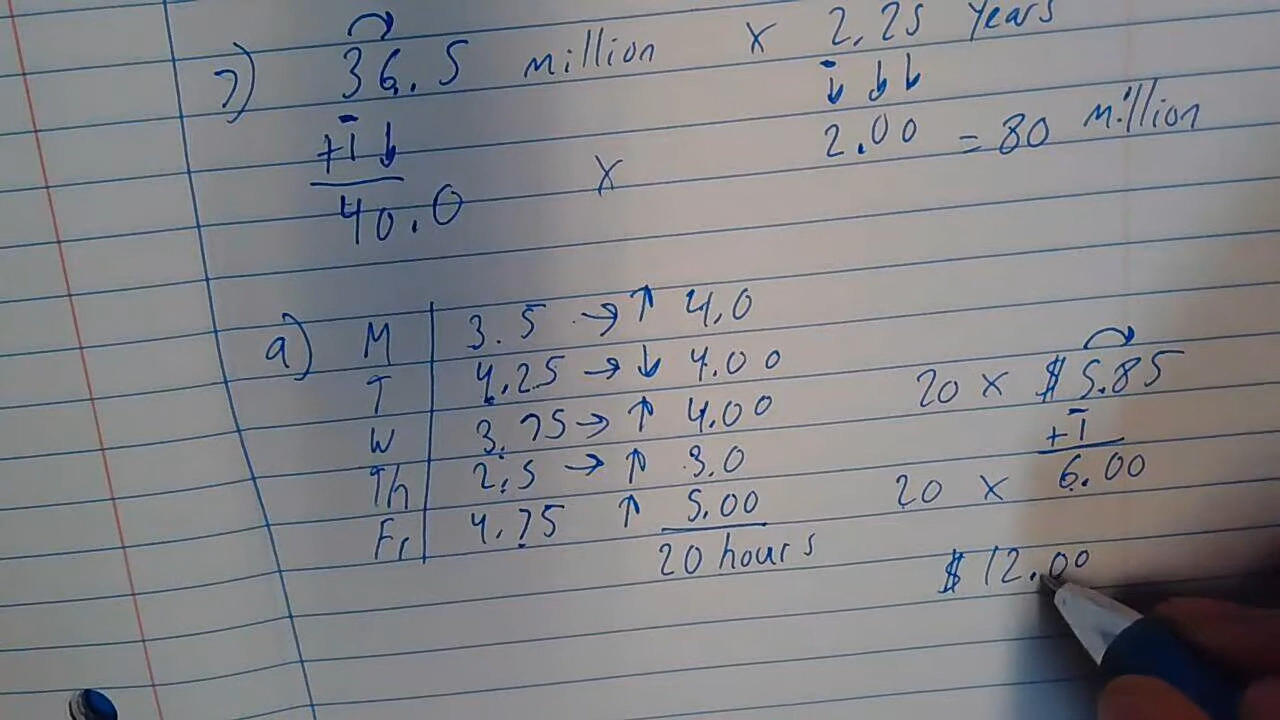 7) 36.5 million x 2.25 years
+1
40.0 x 2.00 = 80 million
a) M 3.5 → ↑ 4.0
T 4.25 → ↓ 4.00
W 3.75 → ↑ 4.00
Th 2.5 → ↑ 3.0
Fr 4.75 ↑ 5.00
20 hours
20 x $5.85
+1
20 x 6.00
$12.00